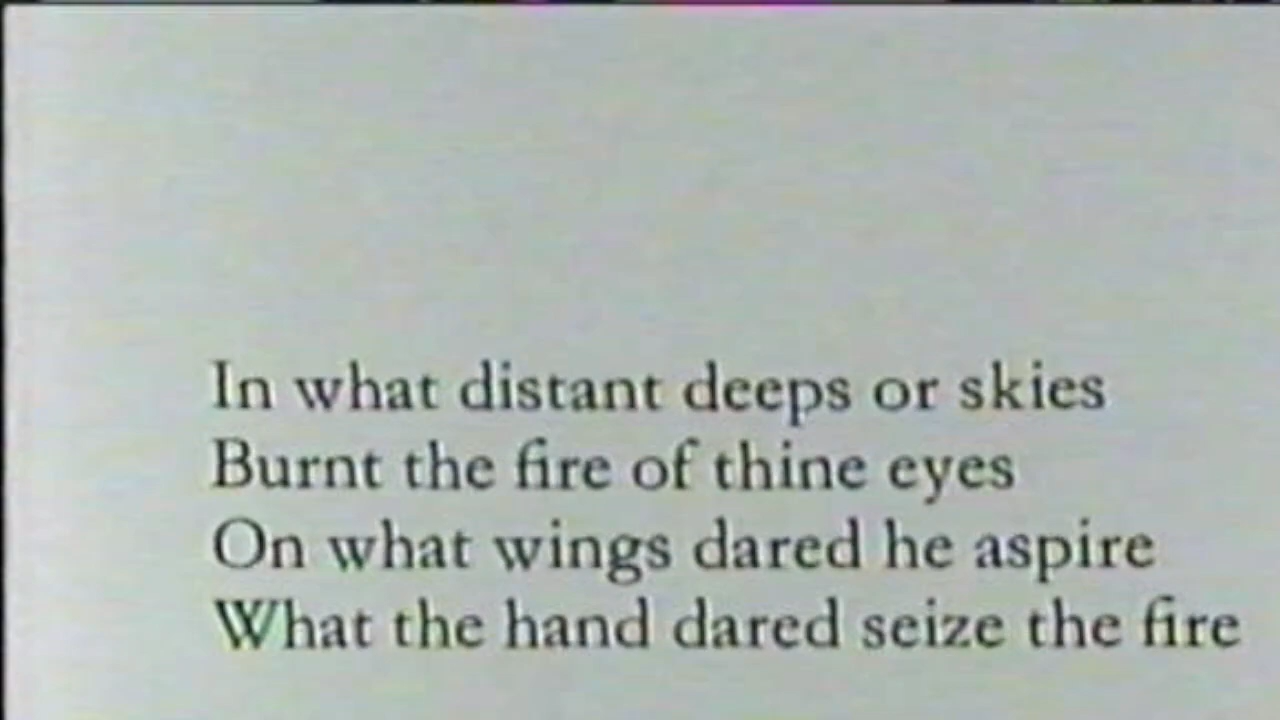 In what distant deeps or skies
Burnt the fire of thine eyes
On what wings dared he aspire
What the hand dared seize the fire